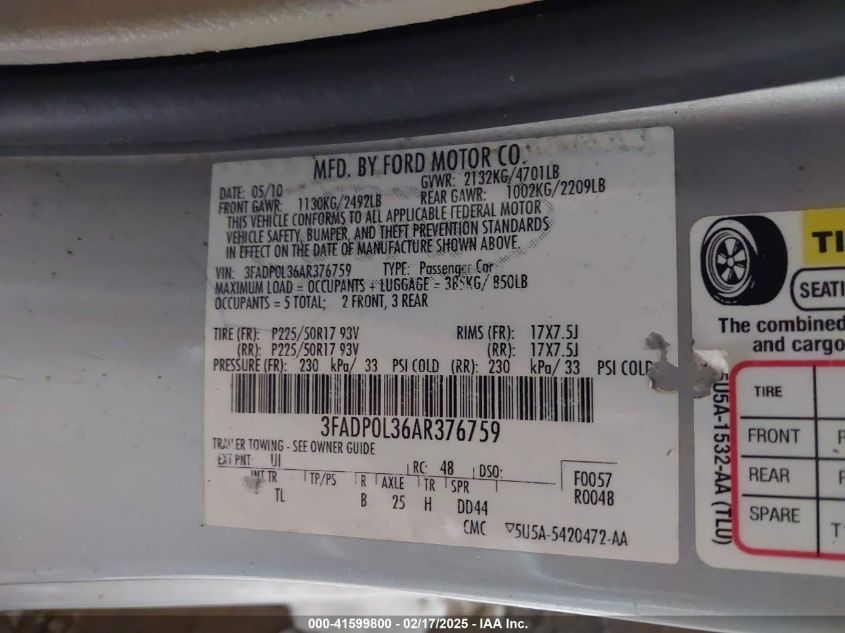 MFD. BY FORD MOTOR CO.
DATE: 05/10 GVWR: 2132KG/4701LB
FRONT GAWR: 1130KG/2492LB REAR GAWR: 1002KG/2209LB
THIS VEHICLE CONFORMS TO ALL APPLICABLE FEDERAL MOTOR
VEHICLE SAFETY, BUMPER, AND THEFT PREVENTION STANDARDS
IN EFFECT ON THE DATE OF MANUFACTURE SHOWN ABOVE.
VIN: 3FADP0L36AR376759 TYPE: Passenger Car
MAXIMUM LOAD = OCCUPANTS + LUGGAGE = 385KG/ 850LB
OCCUPANTS = 5 TOTAL; 2 FRONT, 3 REAR
TIRE (FR): P225/50R17 93V RIMS (FR): 17X7.5J
(RR): P225/50R17 93V (RR): 17X7.5J
PRESSURE (FR): 230 kPa/ 33 PSI COLD (RR): 230 kPa/ 33 PSI COLD
3FADP0L36AR376759
TRAILER TOWING - SEE OWNER GUIDE
EXT PNT: UI RC: 48 DSO:
INT TR TP/PS R AXLE TR SPR F0057
TL B 25 H DD44 R0048
CMC ▽5U5A-5420472-AA
TI
SEATI
The combined
and cargo
5U5A-1532-AA (TLU)
TIRE
FRONT P
REAR
SPARE T
000-41599800 - 02/17/2025 - IAA Inc.